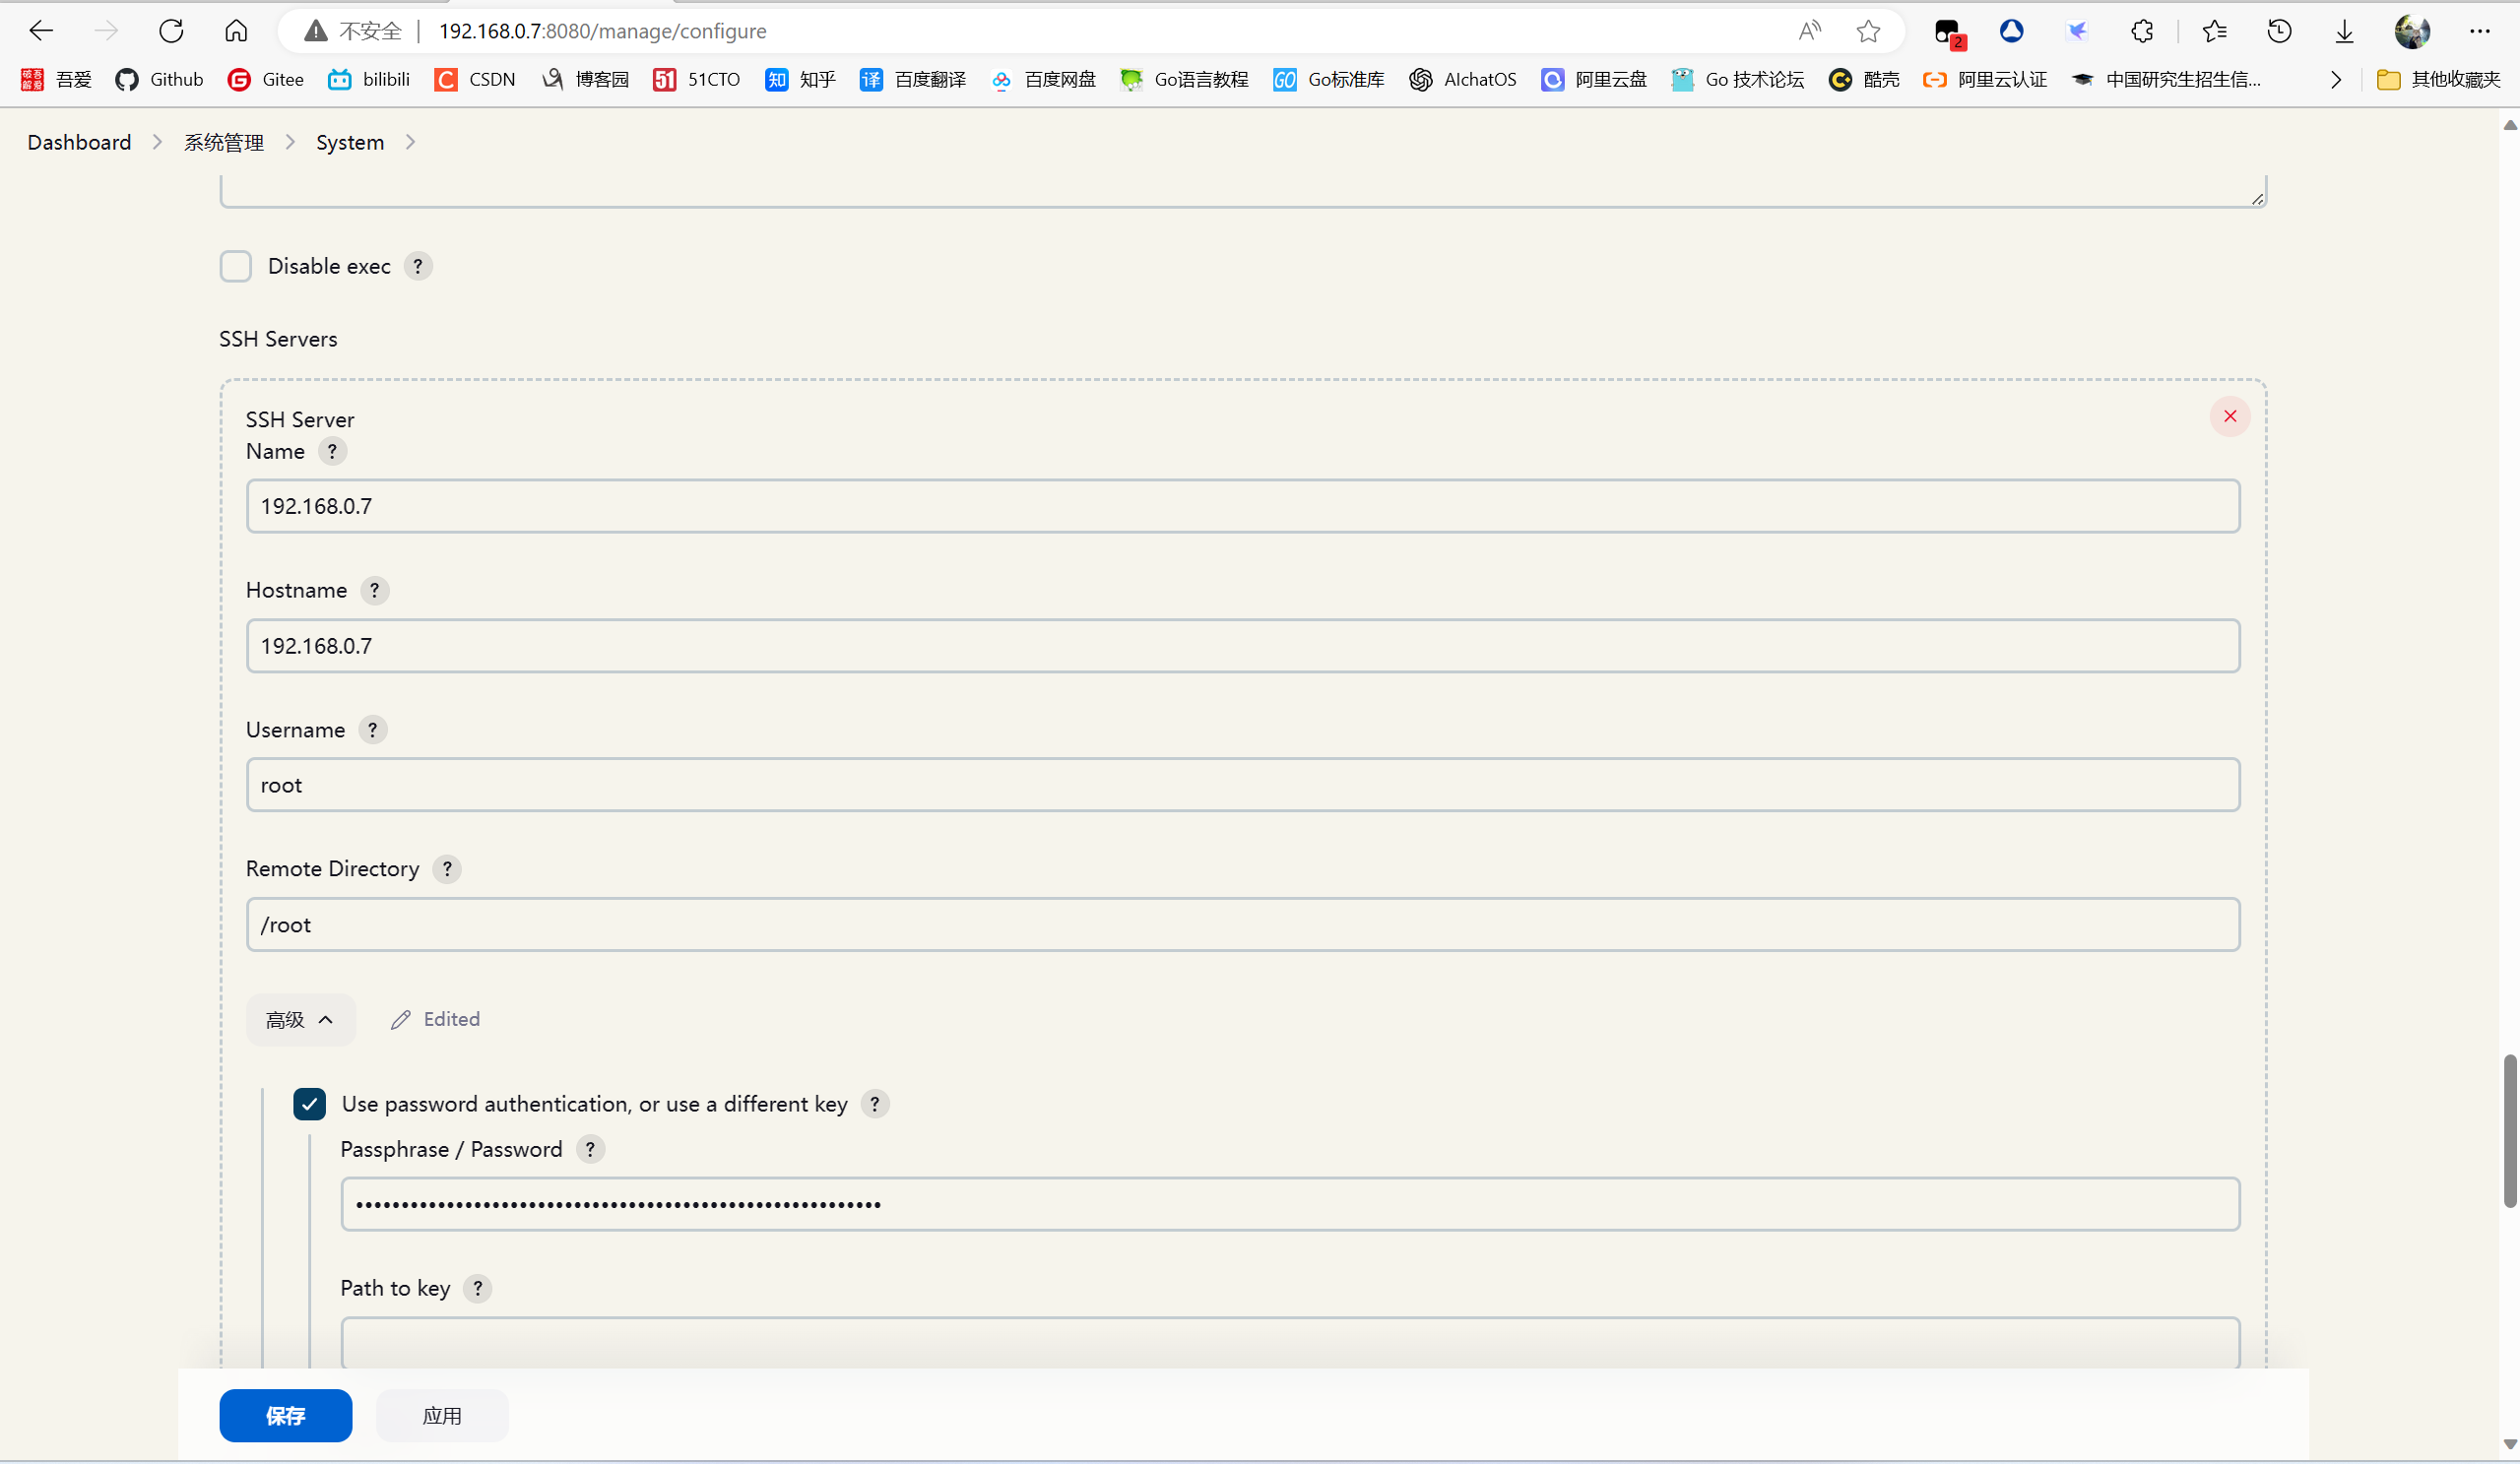 不安全 192.168.0.7:8080/manage/configure
2
吾爱 Github Gitee bilibili CSDN 博客园 51CTO 知乎 百度翻译 百度网盘 Go语言教程 Go标准库 AIchatOS 阿里云盘 Go 技术论坛 酷壳 阿里云认证 中国研究生招生信... 其他收藏夹
Dashboard 系统管理 System
Disable exec ?
SSH Servers
SSH Server
Name ?
192.168.0.7
Hostname ?
192.168.0.7
Username ?
root
Remote Directory ?
/root
高级 Edited
Use password authentication, or use a different key ?
Passphrase / Password ?
Path to key ?
保存 应用